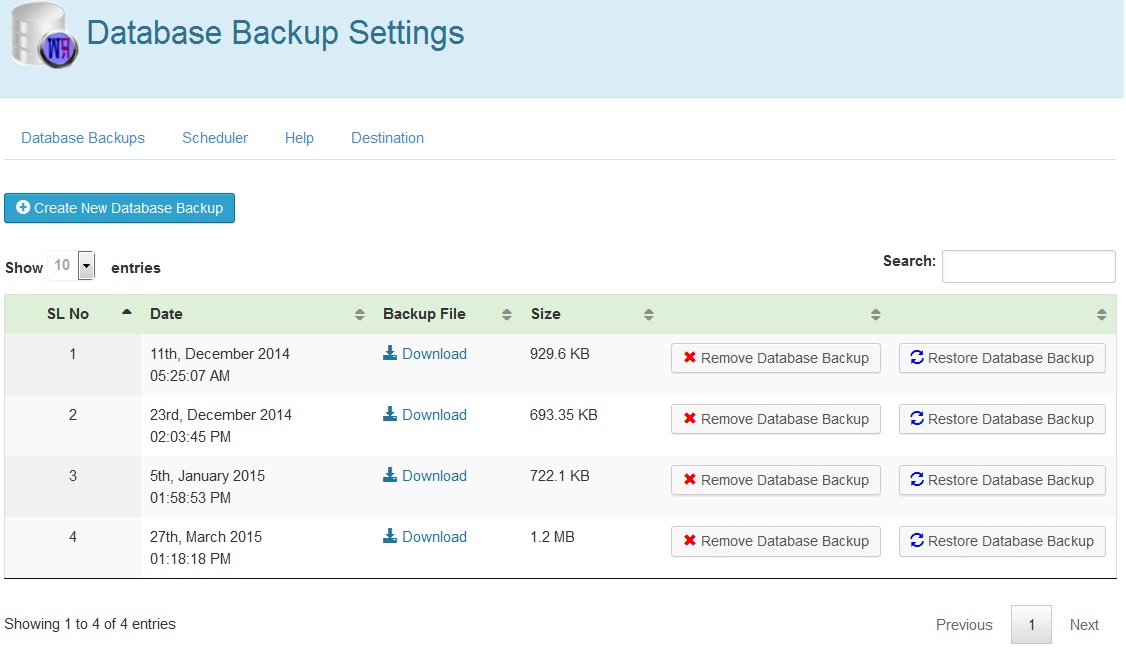 Database Backup Settings
Database Backups Scheduler Help Destination
Create New Database Backup
Show 10 entries Search:
SL No Date Backup File Size
1 11th, December 2014 Download 929.6 KB Remove Database Backup Restore Database Backup
05:25:07 AM
2 23rd, December 2014 Download 693.35 KB Remove Database Backup Restore Database Backup
02:03:45 PM
3 5th, January 2015 Download 722.1 KB Remove Database Backup Restore Database Backup
01:58:53 PM
4 27th, March 2015 Download 1.2 MB Remove Database Backup Restore Database Backup
01:18:18 PM
Showing 1 to 4 of 4 entries Previous 1 Next